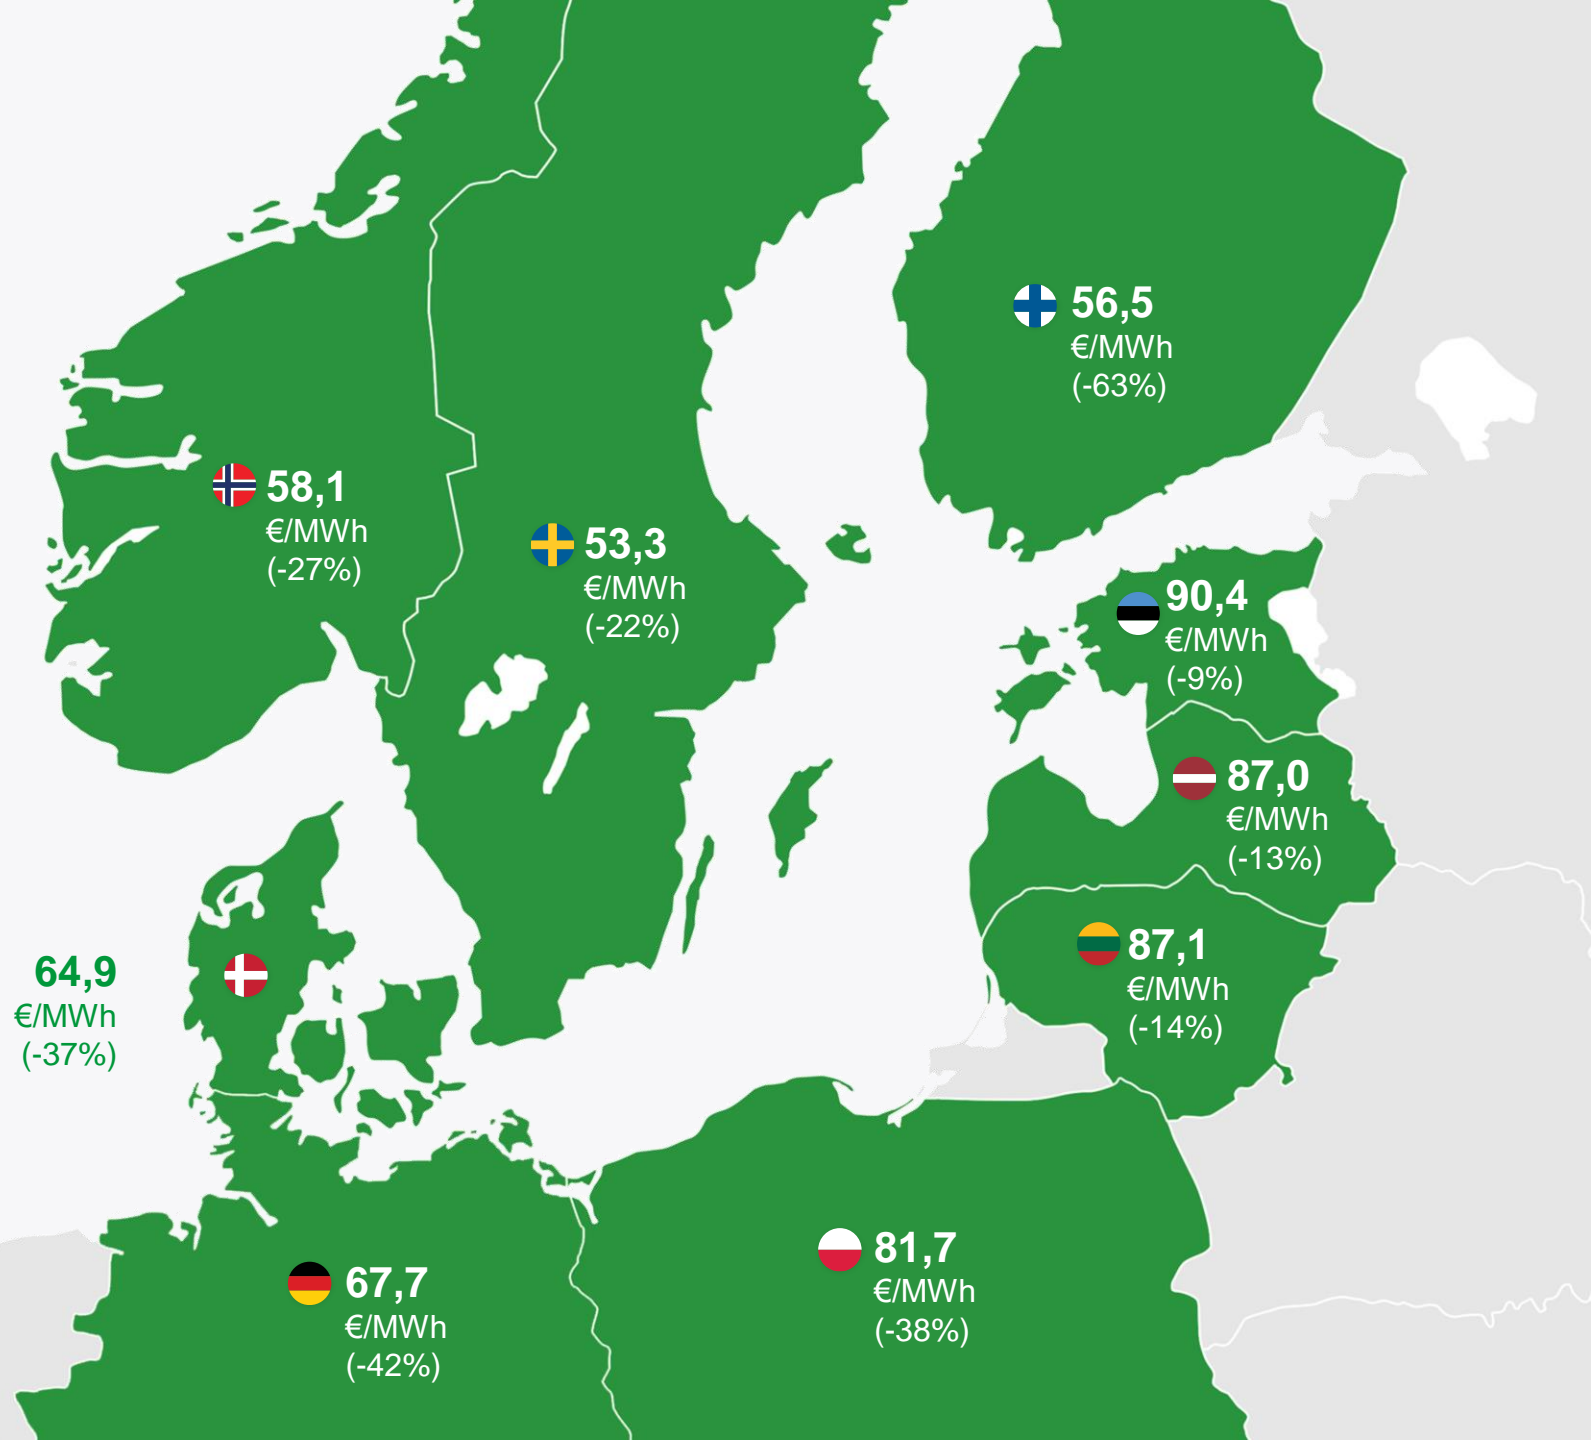 56,5
€/MWh
(-63%)
58,1
€/MWh
(-27%)
53,3
€/MWh
(-22%)
90,4
€/MWh
(-9%)
87,0
€/MWh
(-13%)
87,1
€/MWh
(-14%)
64,9
€/MWh
(-37%)
81,7
€/MWh
(-38%)
67,7
€/MWh
(-42%)